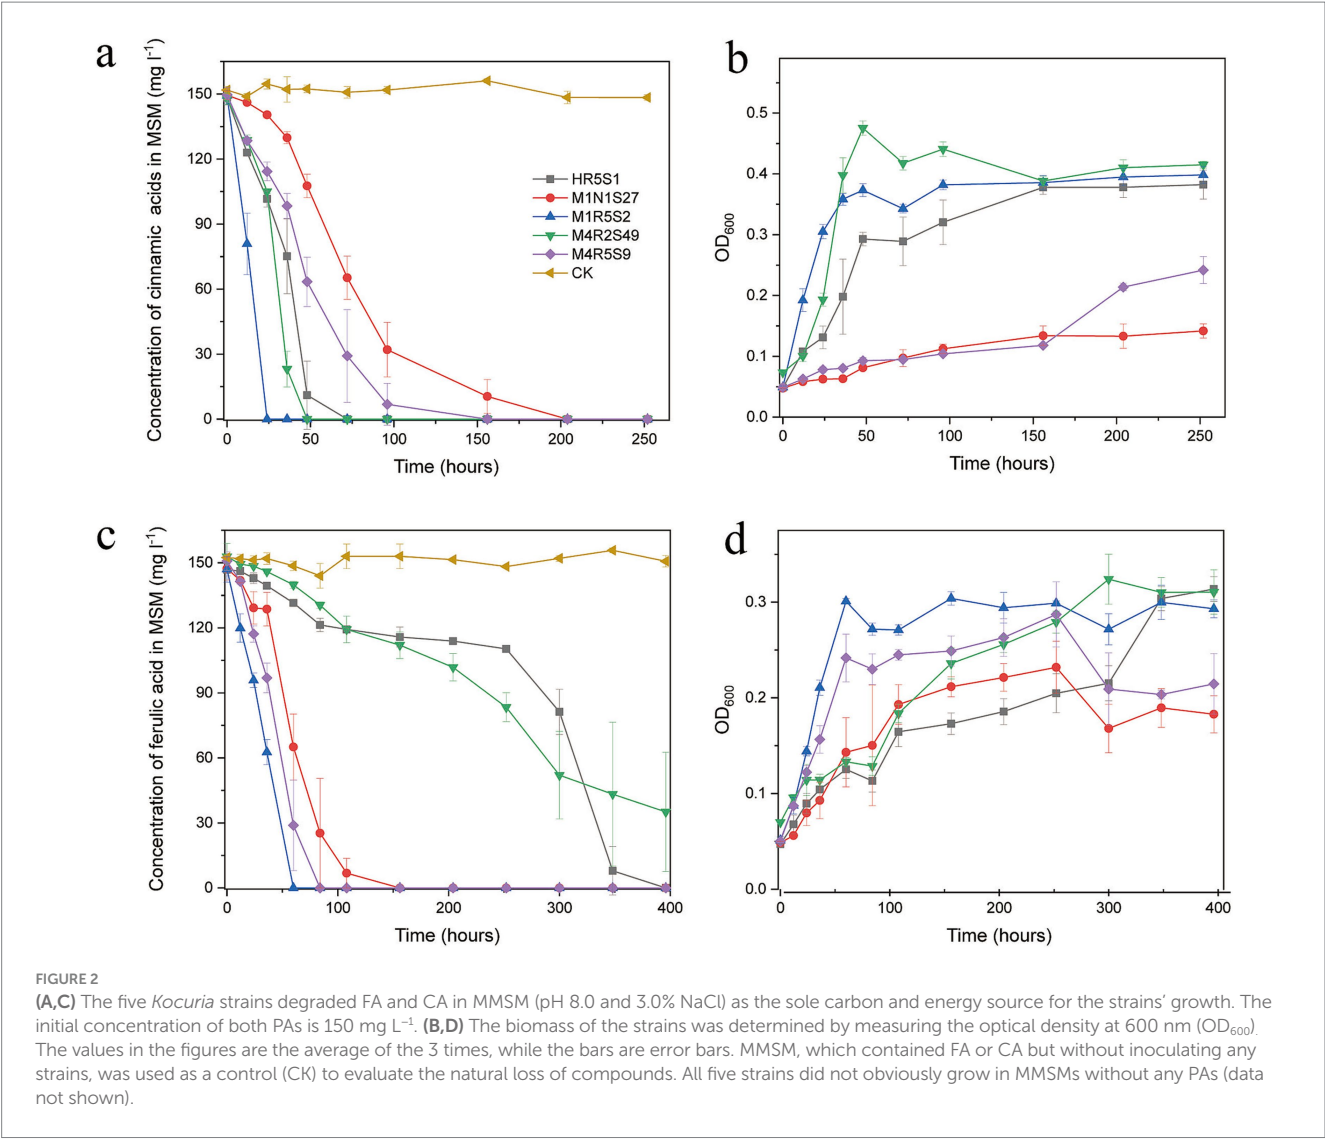 a
Concentration of cinnamic acids in MSM (mg l⁻¹)
150
120
90
60
30
0
0 50 100 150 200 250
Time (hours)
HR5S1
M1N1S27
M1R5S2
M4R2S49
M4R5S9
CK
b
OD₆₀₀
0.5
0.4
0.3
0.2
0.1
0.0
0 50 100 150 200 250
Time (hours)
c
Concentration of ferulic acid in MSM (mg l⁻¹)
150
120
90
60
30
0
0 100 200 300 400
Time (hours)
d
OD₆₀₀
0.3
0.2
0.1
0.0
0 100 200 300 400
Time (hours)
FIGURE 2
(A,C) The five Kocuria strains degraded FA and CA in MMSM (pH 8.0 and 3.0% NaCl) as the sole carbon and energy source for the strains’ growth. The
initial concentration of both PAs is 150 mg L⁻¹. (B,D) The biomass of the strains was determined by measuring the optical density at 600 nm (OD₆₀₀).
The values in the figures are the average of the 3 times, while the bars are error bars. MMSM, which contained FA or CA but without inoculating any
strains, was used as a control (CK) to evaluate the natural loss of compounds. All five strains did not obviously grow in MMSMs without any PAs (data
not shown).